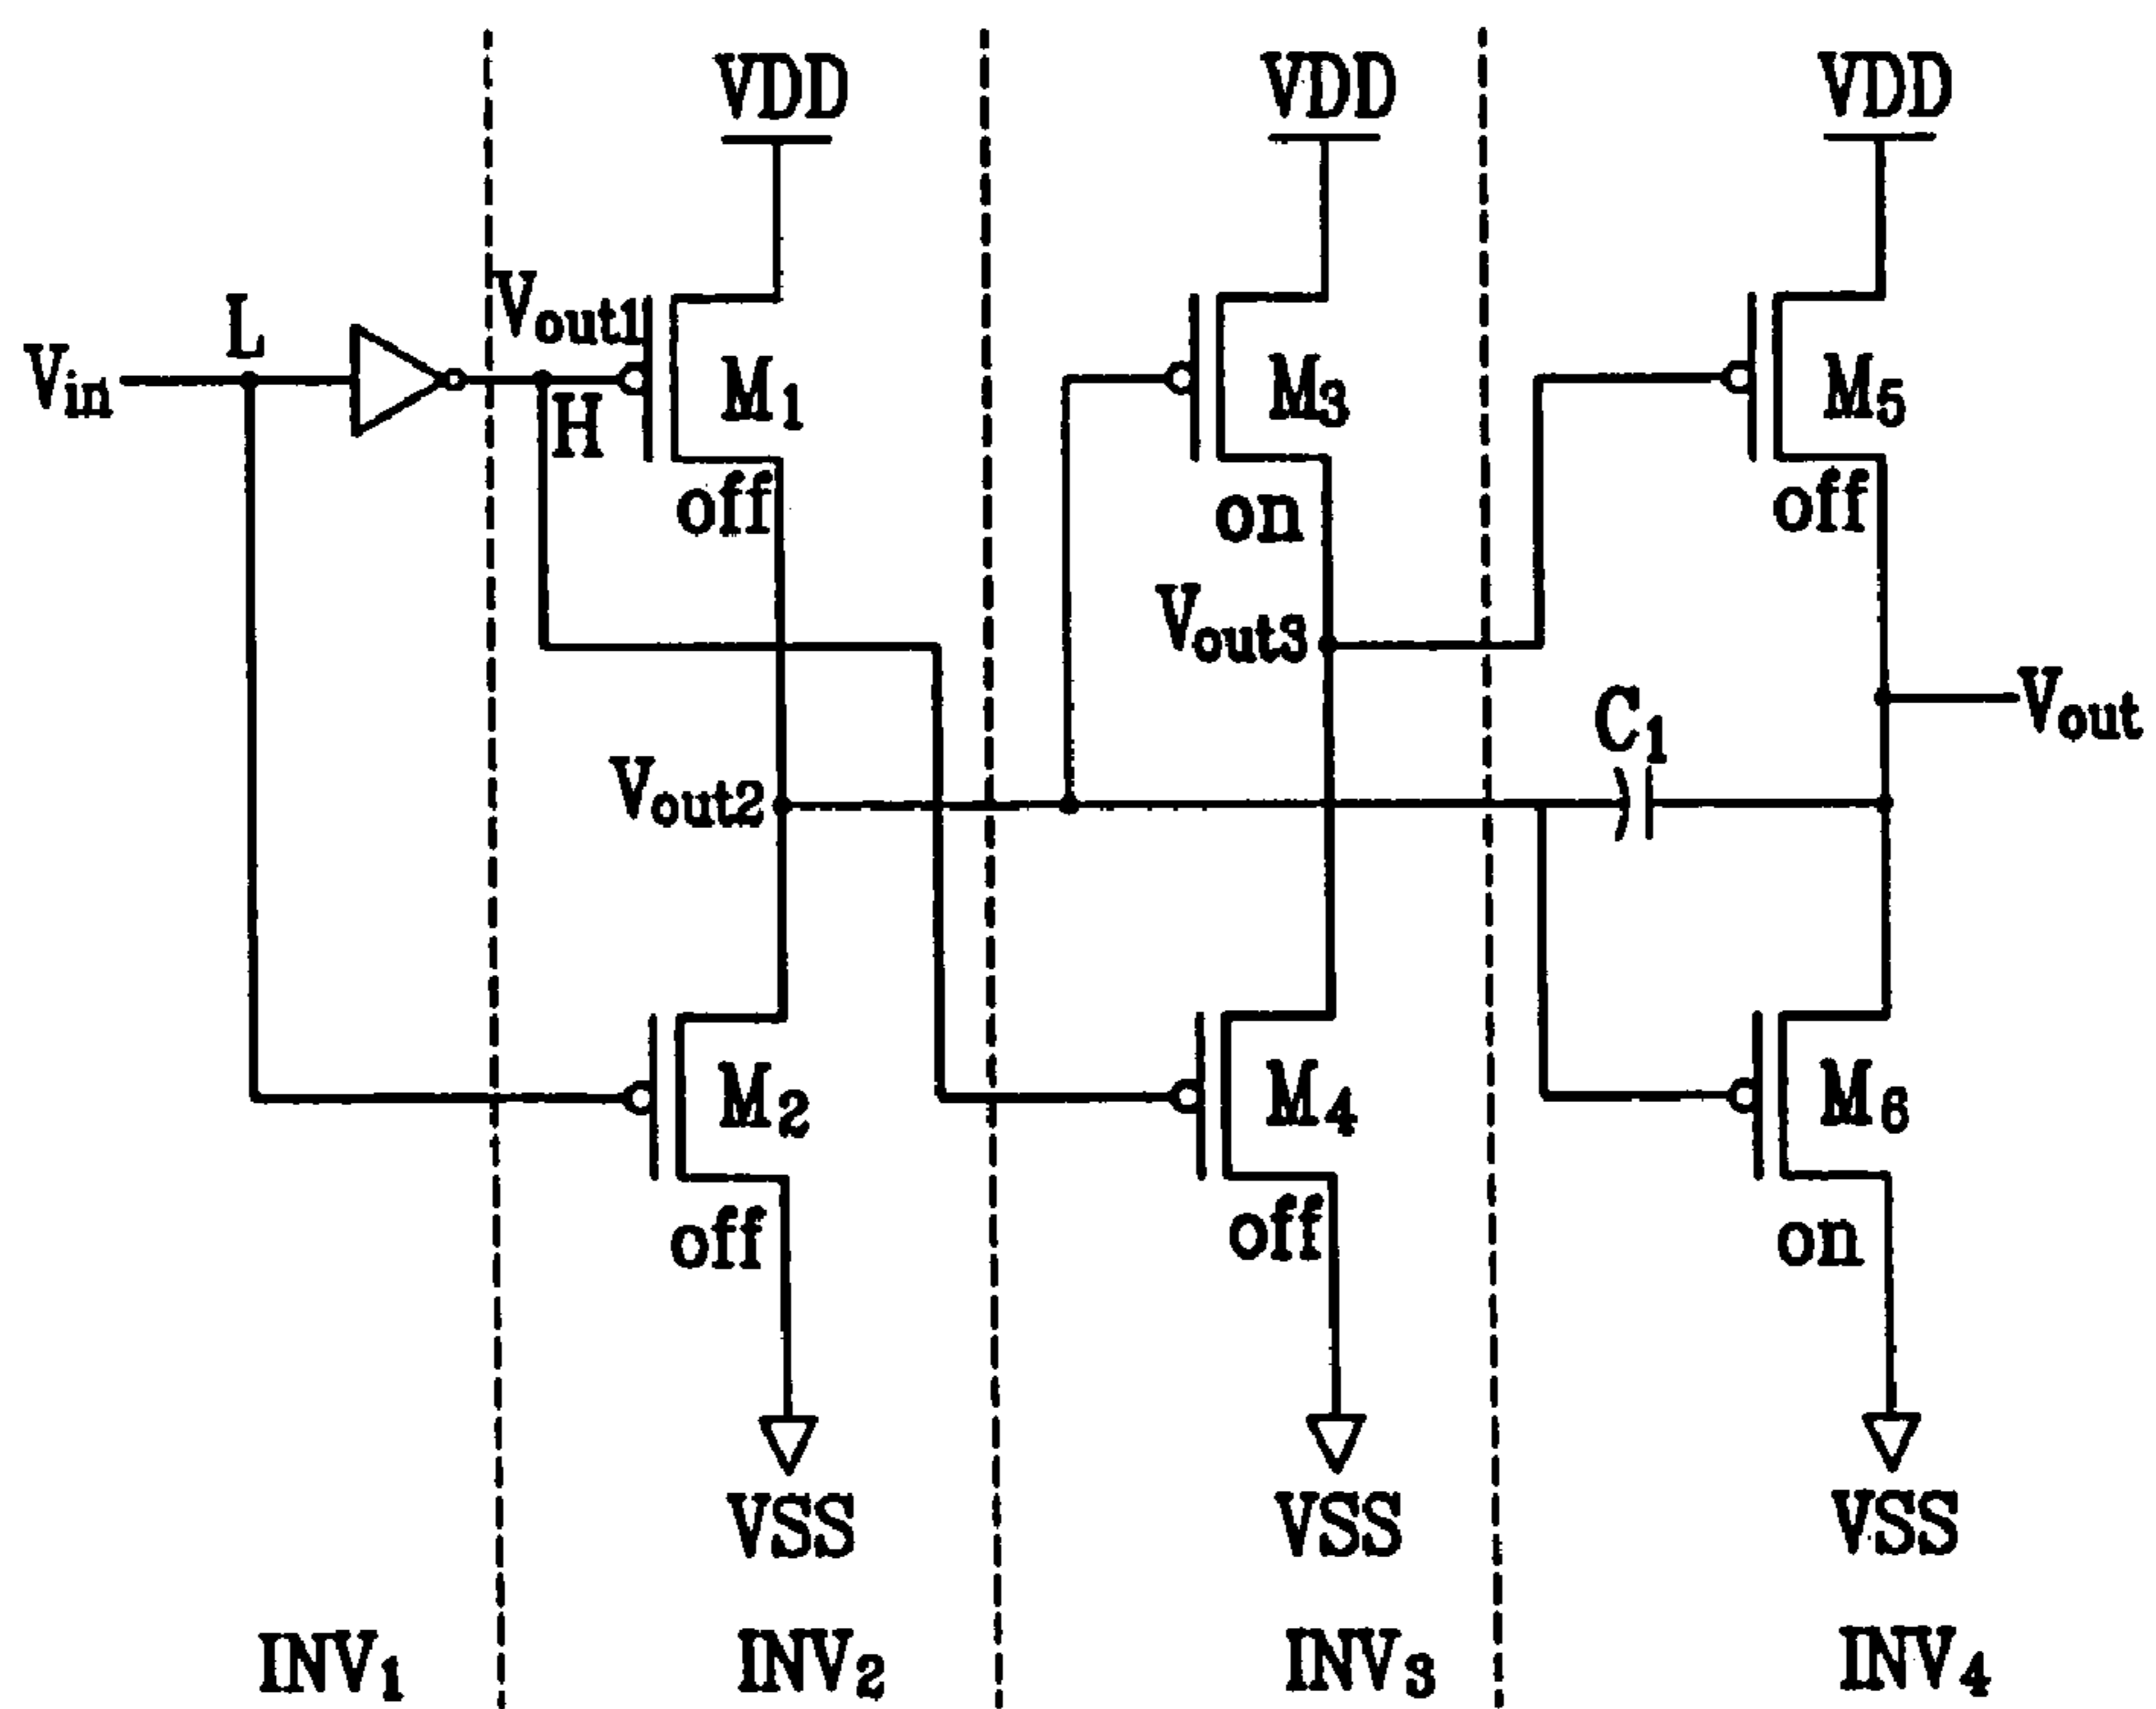 VDD VDD VDD
Vout1
L
Vin
H
M1 M3 M5
off on off
Vout3
Vout
C1
Vout2
M2 M4 M6
off off on
VSS VSS VSS
INV1 INV2 INV3 INV4